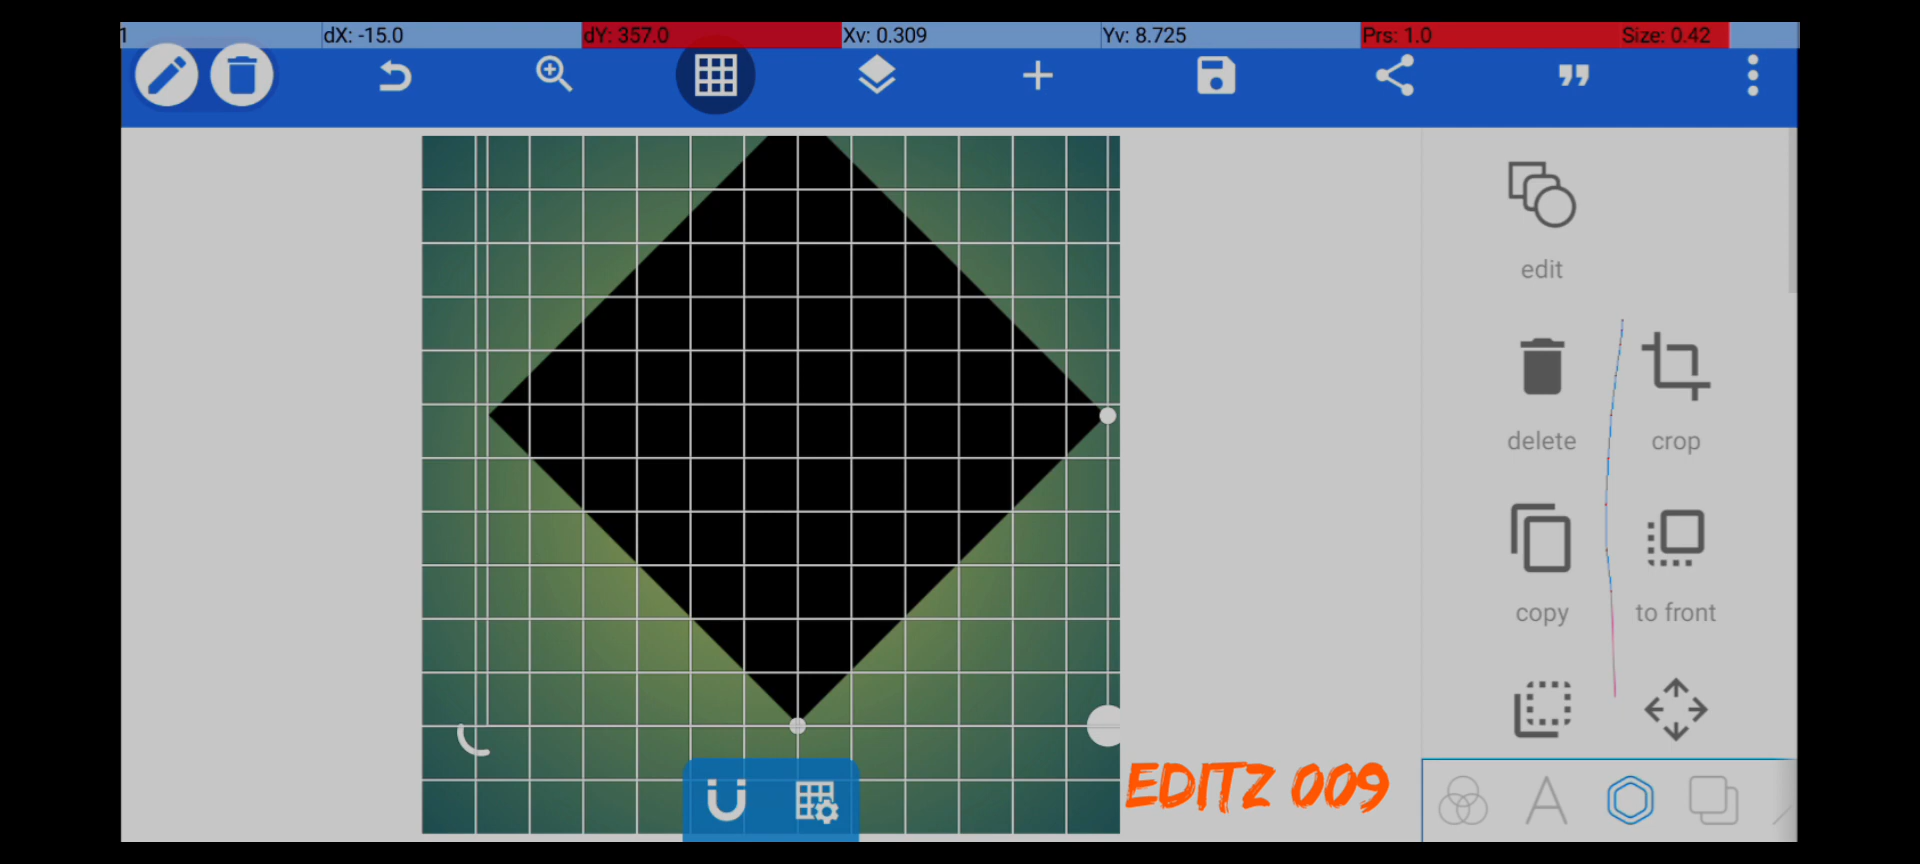 1 dX: -15.0 dY: 357.0 Xv: 0.309 Yv: 8.725 Prs: 1.0 Size: 0.42
edit
delete crop
copy to front
EDITZ 009